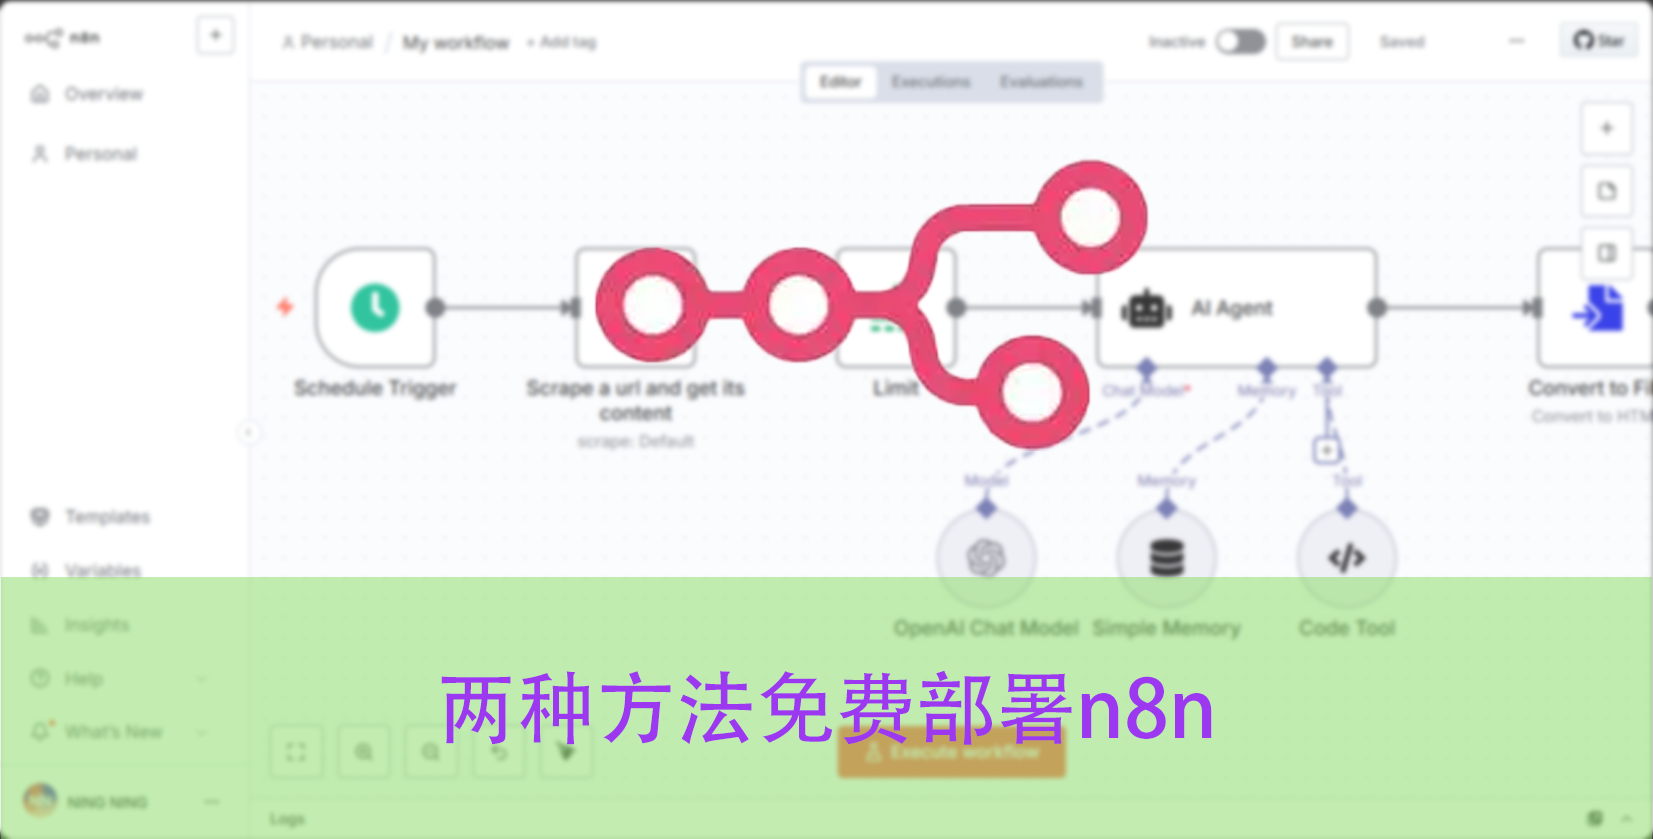 n8n
+
Personal / My workflow + Add tag
Inactive
Share
Saved
Star
Overview
Editor
Executions
Evaluations
Personal
AI Agent
Schedule Trigger
Scrape a url and get its
content
scrape: Default
Limit
Chat Model*
Memory
Tool
Convert to Fil
Convert to HTM
Model
Memory
Tool
Templates
Variables
Insights
OpenAI Chat Model
Simple Memory
Code Tool
Help
两种方法免费部署n8n
What's New
Execute workflow
NING NING
Logs